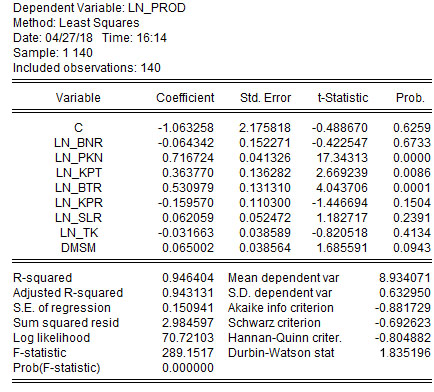 Dependent Variable: LN_PROD
Method: Least Squares
Date: 04/27/18 Time: 16:14
Sample: 1 140
Included observations: 140
Variable Coefficient Std. Error t-Statistic Prob.
C -1.063258 2.175818 -0.488670 0.6259
LN_BNR -0.064342 0.152271 -0.422547 0.6733
LN_PKN 0.716724 0.041326 17.34313 0.0000
LN_KPT 0.363770 0.136282 2.669239 0.0086
LN_BTR 0.530979 0.131310 4.043706 0.0001
LN_KPR -0.159570 0.110300 -1.446694 0.1504
LN_SLR 0.062059 0.052472 1.182717 0.2391
LN_TK -0.031663 0.038589 -0.820518 0.4134
DMSM 0.065002 0.038564 1.685591 0.0943
R-squared 0.946404 Mean dependent var 8.934071
Adjusted R-squared 0.943131 S.D. dependent var 0.632950
S.E. of regression 0.150941 Akaike info criterion -0.881729
Sum squared resid 2.984597 Schwarz criterion -0.692623
Log likelihood 70.72103 Hannan-Quinn criter. -0.804882
F-statistic 289.1517 Durbin-Watson stat 1.835196
Prob(F-statistic) 0.000000